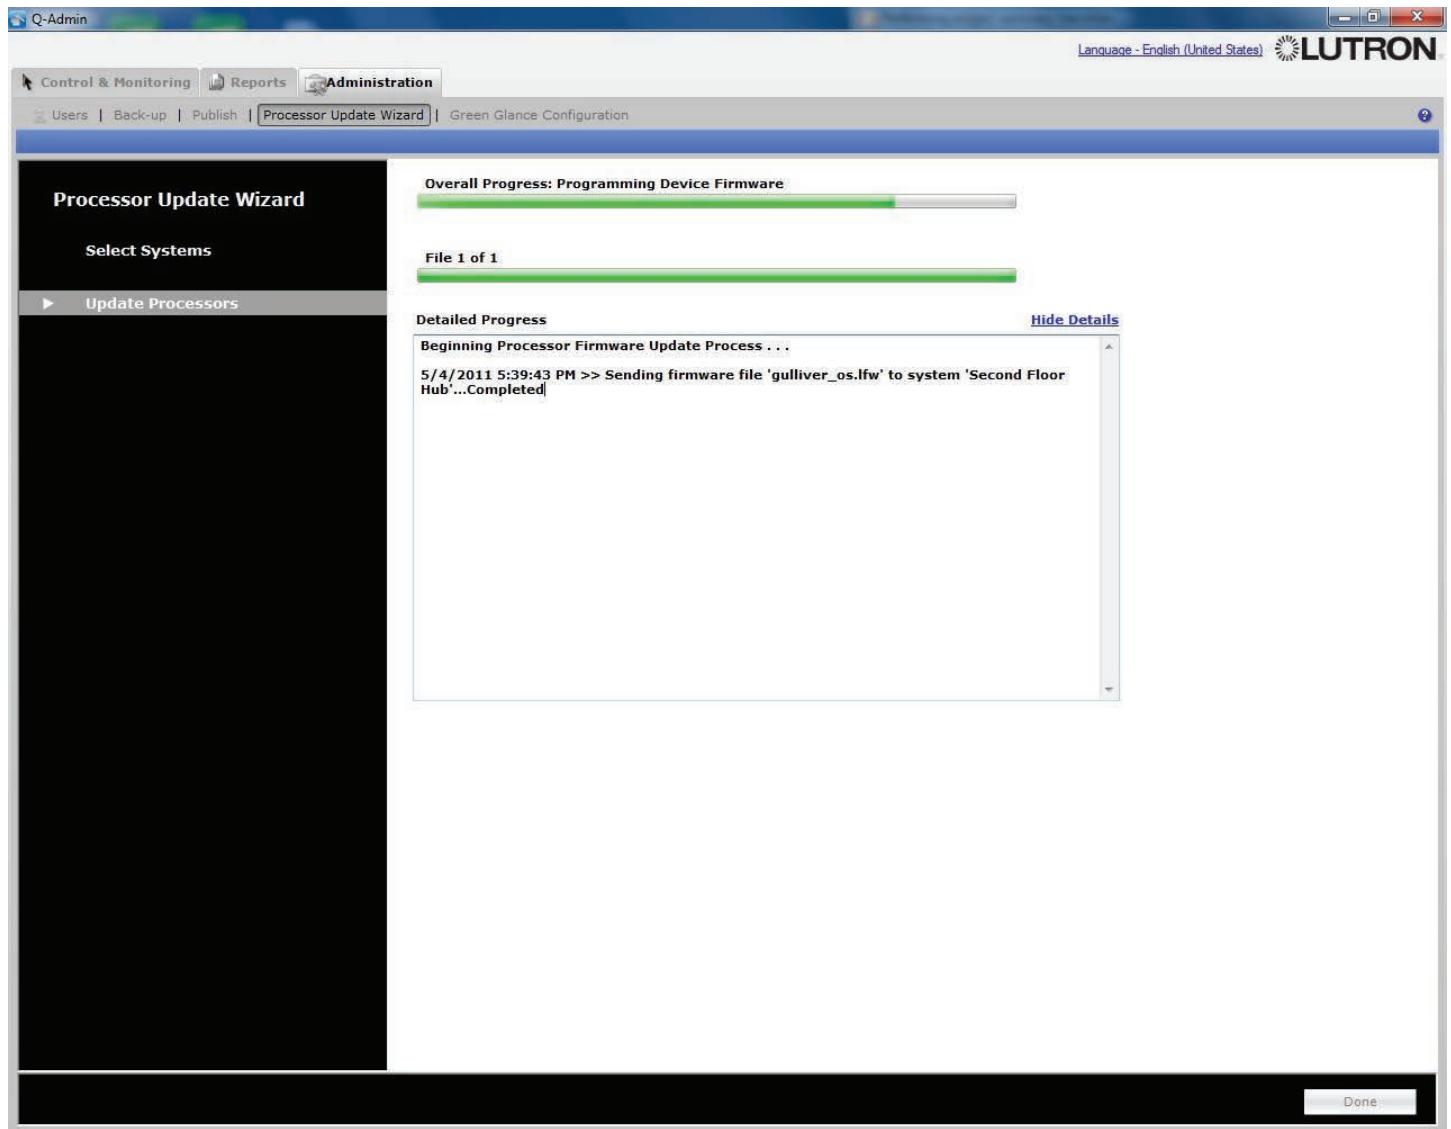 Q-Admin
Language - English (United States)
LUTRON
Control & Monitoring Reports Administration
Users | Back-up | Publish | Processor Update Wizard | Green Glance Configuration
?
Processor Update Wizard
Select Systems
Update Processors
Overall Progress: Programming Device Firmware
File 1 of 1
Detailed Progress
Hide Details
Beginning Processor Firmware Update Process . . .
5/4/2011 5:39:43 PM >> Sending firmware file 'gulliver_os.lfw' to system 'Second Floor
Hub'...Completed
Done